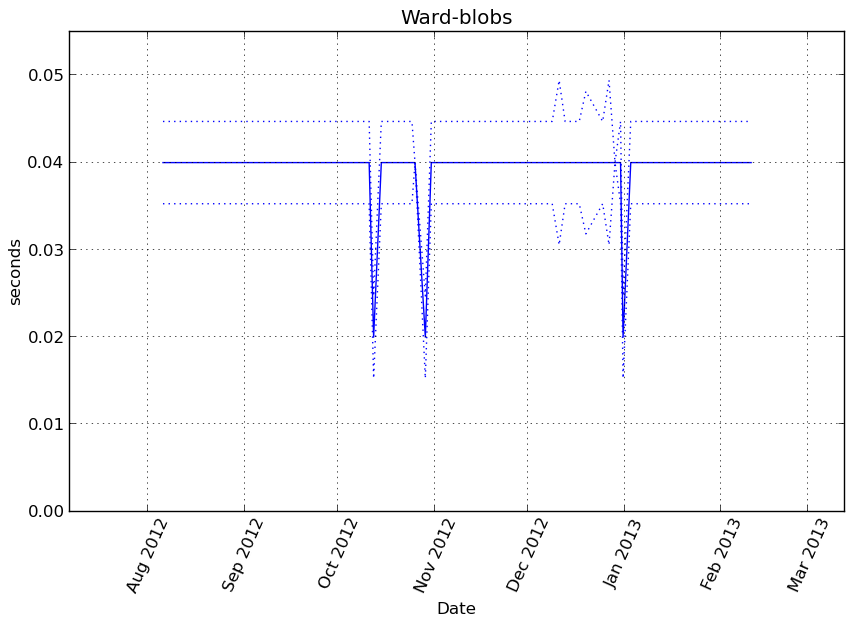 Ward-blobs
0.05
0.04
0.03
0.02
0.01
0.00
seconds
Aug 2012
Sep 2012
Oct 2012
Nov 2012
Dec 2012
Jan 2013
Feb 2013
Mar 2013
Date